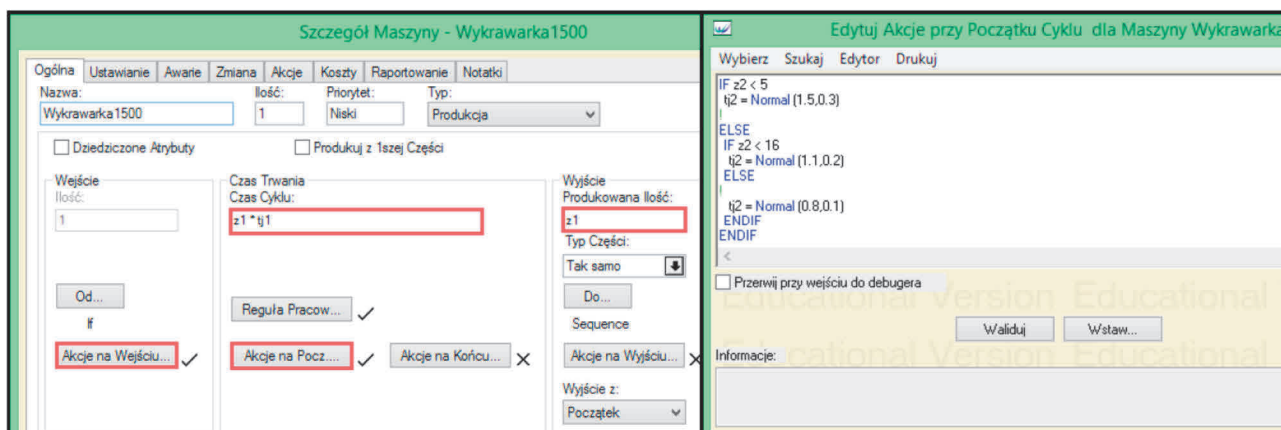 Szczegół Maszyny - Wykrawarka1500
Ogólna Ustawianie Awarie Zmiana Akcje Koszty Raportowanie Notatki
Nazwa: Ilość: Priorytet: Typ:
Wykrawarka1500 1 Niski Produkcja
Dziedziczone Atrybuty Produkuj z 1szej Części
Wejście Czas Trwania Wyjście
Ilość: Czas Cyklu: Produkowana Ilość:
1 z1 * tj1 z1
Typ Części:
Tak samo
Od... Reguła Pracow... Do...
If Sequence
Akcje na Wejściu... Akcje na Pocz.... Akcje na Końcu... Akcje na Wyjściu...
Wyjście z:
Początek
Edytuj Akcje przy Początku Cyklu dla Maszyny Wykrawarka
Wybierz Szukaj Edytor Drukuj
IF z2 < 5
tj2 = Normal (1.5,0.3)
!
ELSE
IF z2 < 16
tj2 = Normal (1.1,0.2)
ELSE
!
tj2 = Normal (0.8,0.1)
ENDIF
ENDIF
Przerwij przy wejściu do debugera
Educational Version Educational
Waliduj Wstaw...
Informacje:
Educational Version Educational